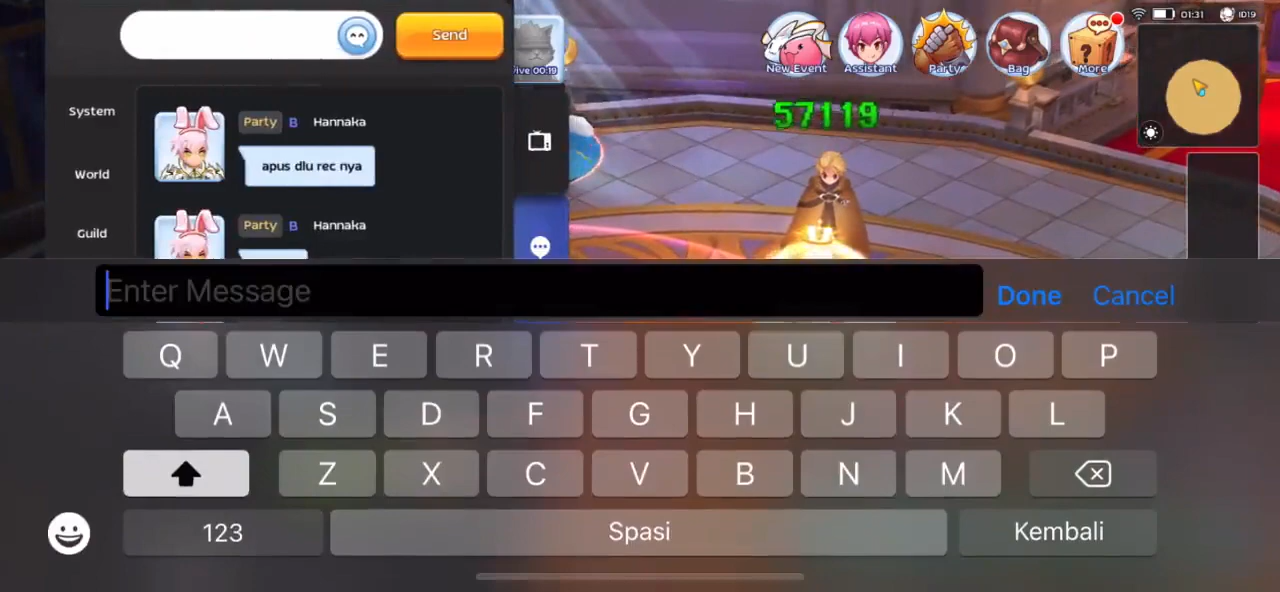 Send
vive 00:19
New Event
Assistant
Party
Bag
More
01:31
ID19
57119
System
World
Guild
Party B Hannaka
apus dlu rec nya
Party B Hannaka
Enter Message
Done
Cancel
Q W E R T Y U I O P
A S D F G H J K L
Z X C V B N M
123
Spasi
Kembali